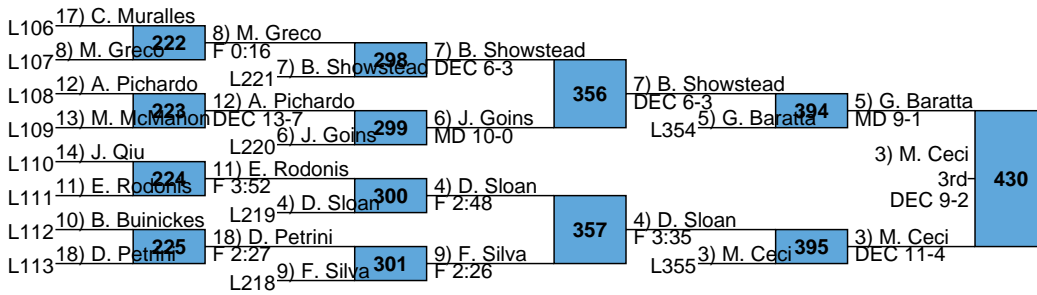 L106 17) C. Muralles
L107 8) M. Greco
222
8) M. Greco
F 0:16
L108 12) A. Pichardo
L109 13) M. McMahon
223
12) A. Pichardo
DEC 13-7
L110 14) J. Qiu
L111 11) E. Rodonis
224
11) E. Rodonis
F 3:52
L112 10) B. Buinickes
L113 18) D. Petrini
225
18) D. Petrini
F 2:27
L221 7) B. Showstead
298
7) B. Showstead
DEC 6-3
L220 6) J. Goins
299
6) J. Goins
MD 10-0
L219 4) D. Sloan
300
4) D. Sloan
F 2:48
L218 9) F. Silva
301
9) F. Silva
F 2:26
356
7) B. Showstead
DEC 6-3
357
4) D. Sloan
F 3:35
L354 5) G. Baratta
394
5) G. Baratta
MD 9-1
L355 3) M. Ceci
395
3) M. Ceci
DEC 11-4
430
3) M. Ceci
3rd
DEC 9-2